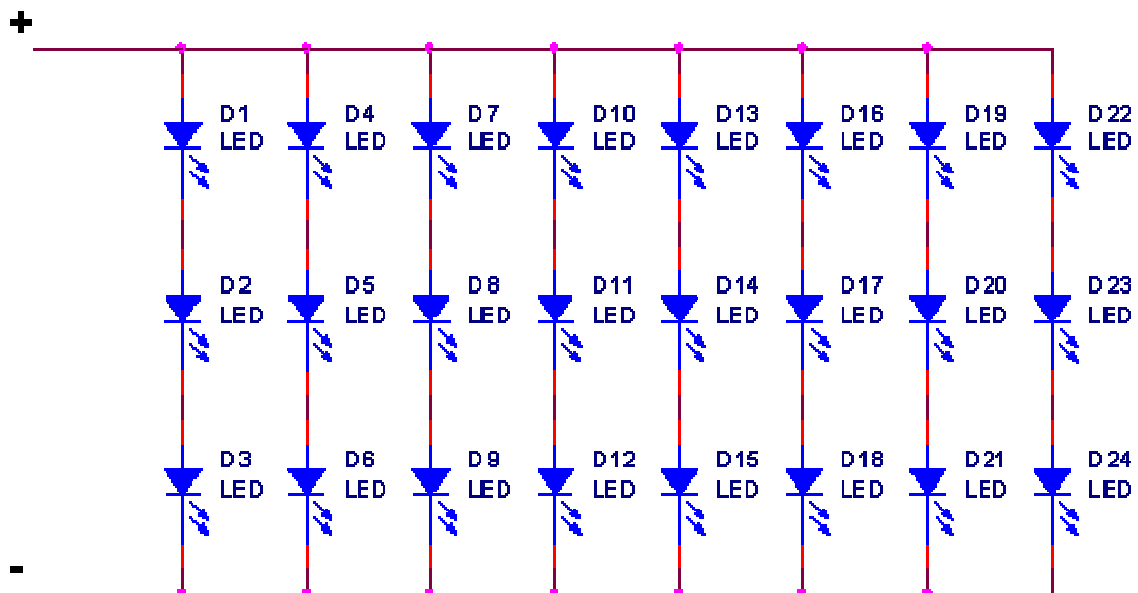 +
D1 D4 D7 D10 D13 D16 D19 D22
LED LED LED LED LED LED LED LED
D2 D5 D8 D11 D14 D17 D20 D23
LED LED LED LED LED LED LED LED
D3 D6 D9 D12 D15 D18 D21 D24
LED LED LED LED LED LED LED LED
-